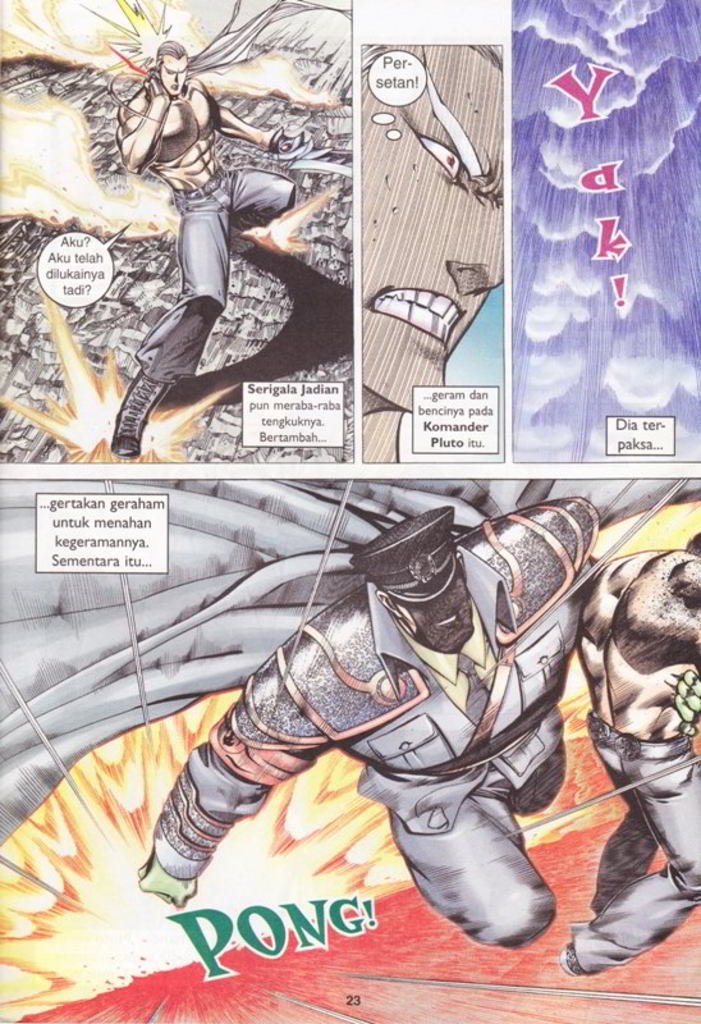 Aku?
Aku telah
dilukainya
tadi?
Serigala Jadian
pun meraba-raba
tengkuknya.
Bertambah...
Per-
setan!
...geram dan
bencinya pada
Komander
Pluto itu.
Yak!
Dia ter-
paksa...
...gertakan geraham
untuk menahan
kegeramannya.
Sementara itu...
PONG!
23